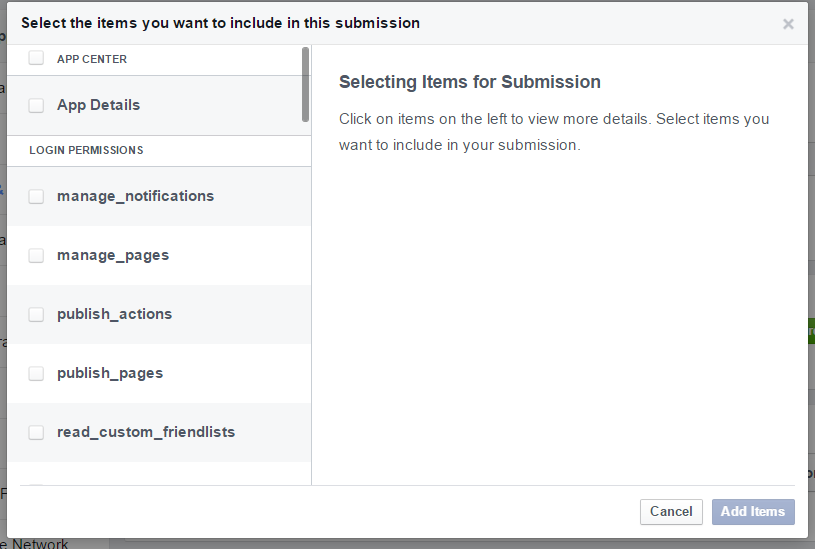 Select the items you want to include in this submission
APP CENTER
App Details
LOGIN PERMISSIONS
manage_notifications
manage_pages
publish_actions
publish_pages
read_custom_friendlists
Selecting Items for Submission
Click on items on the left to view more details. Select items you
want to include in your submission.
Cancel
Add Items
Network